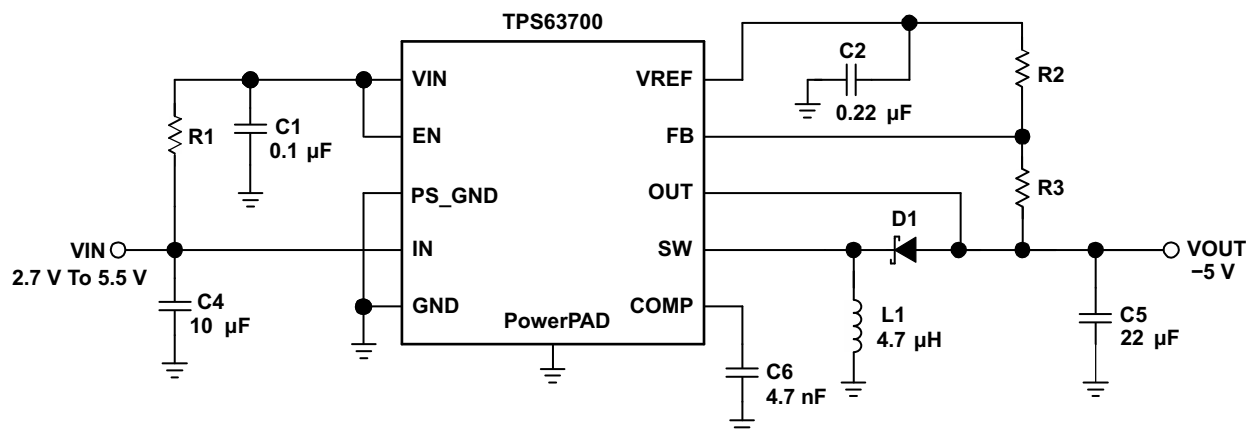 TPS63700
VIN
EN
PS_GND
IN
GND
VREF
FB
OUT
SW
COMP
PowerPAD
R1
C1
0.1 µF
VIN
2.7 V To 5.5 V
C4
10 µF
C2
0.22 µF
R2
R3
D1
VOUT
−5 V
L1
4.7 µH
C5
22 µF
C6
4.7 nF